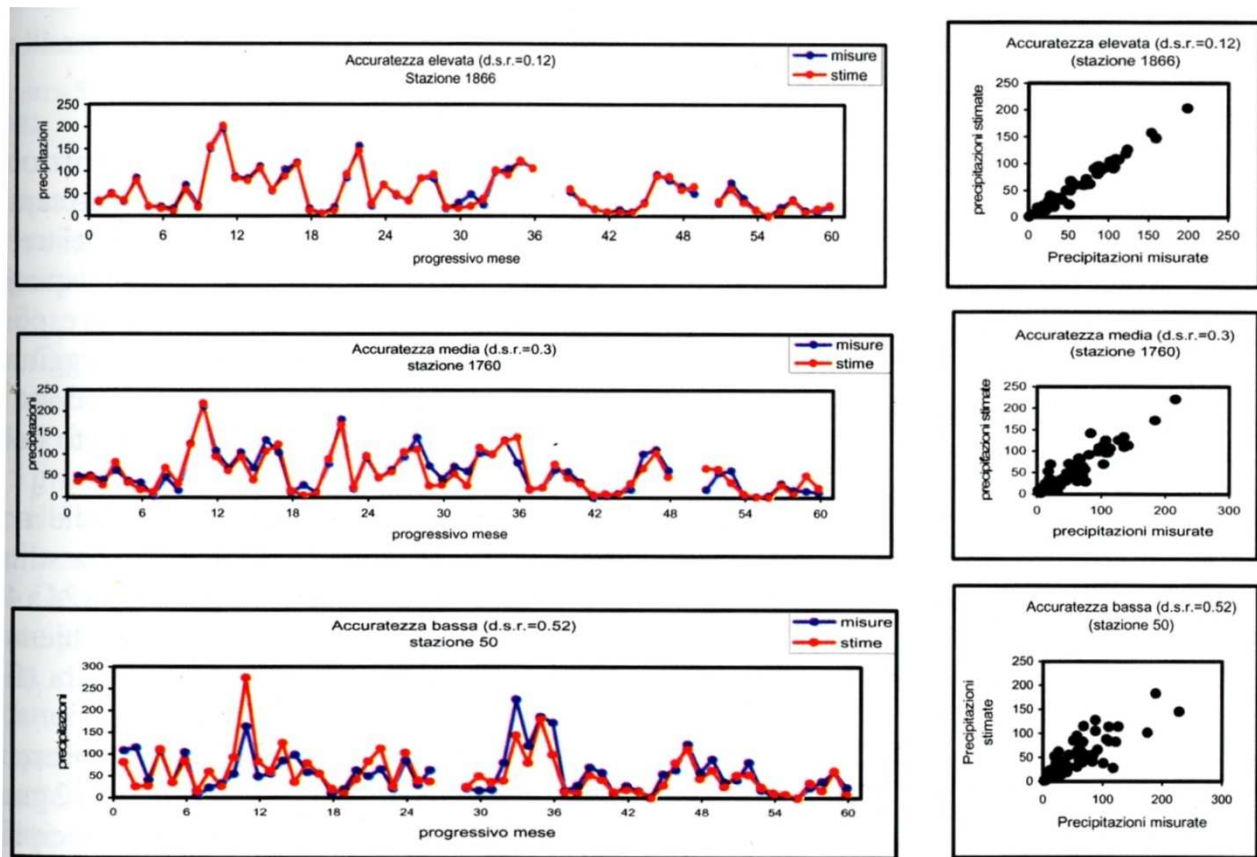 Accuratezza elevata (d.s.r.=0.12)
Stazione 1866
misure
stime
precipitazioni
250
200
150
100
50
0
0 6 12 18 24 30 36 42 48 54 60
progressivo mese
Accuratezza elevata (d.s.r.=0.12)
(stazione 1866)
precipitazioni stimate
250
200
150
100
50
0
0 50 100 150 200 250
Precipitazioni misurate
Accuratezza media (d.s.r.=0.3)
stazione 1760
misure
stime
precipitazioni
250
200
150
100
50
0
0 6 12 18 24 30 36 42 48 54 60
progressivo mese
Accuratezza media (d.s.r.=0.3)
(stazione 1760)
precipitazioni stimate
250
200
150
100
50
0
0 100 200 300
precipitazioni misurate
Accuratezza bassa (d.s.r.=0.52)
stazione 50
misure
stime
precipitazioni
300
250
200
150
100
50
0
0 6 12 18 24 30 36 42 48 54 60
progressivo mese
Accuratezza bassa (d.s.r.=0.52)
(stazione 50)
Precipitazioni
stimate
250
200
150
100
50
0
0 100 200 300
Precipitazioni misurate